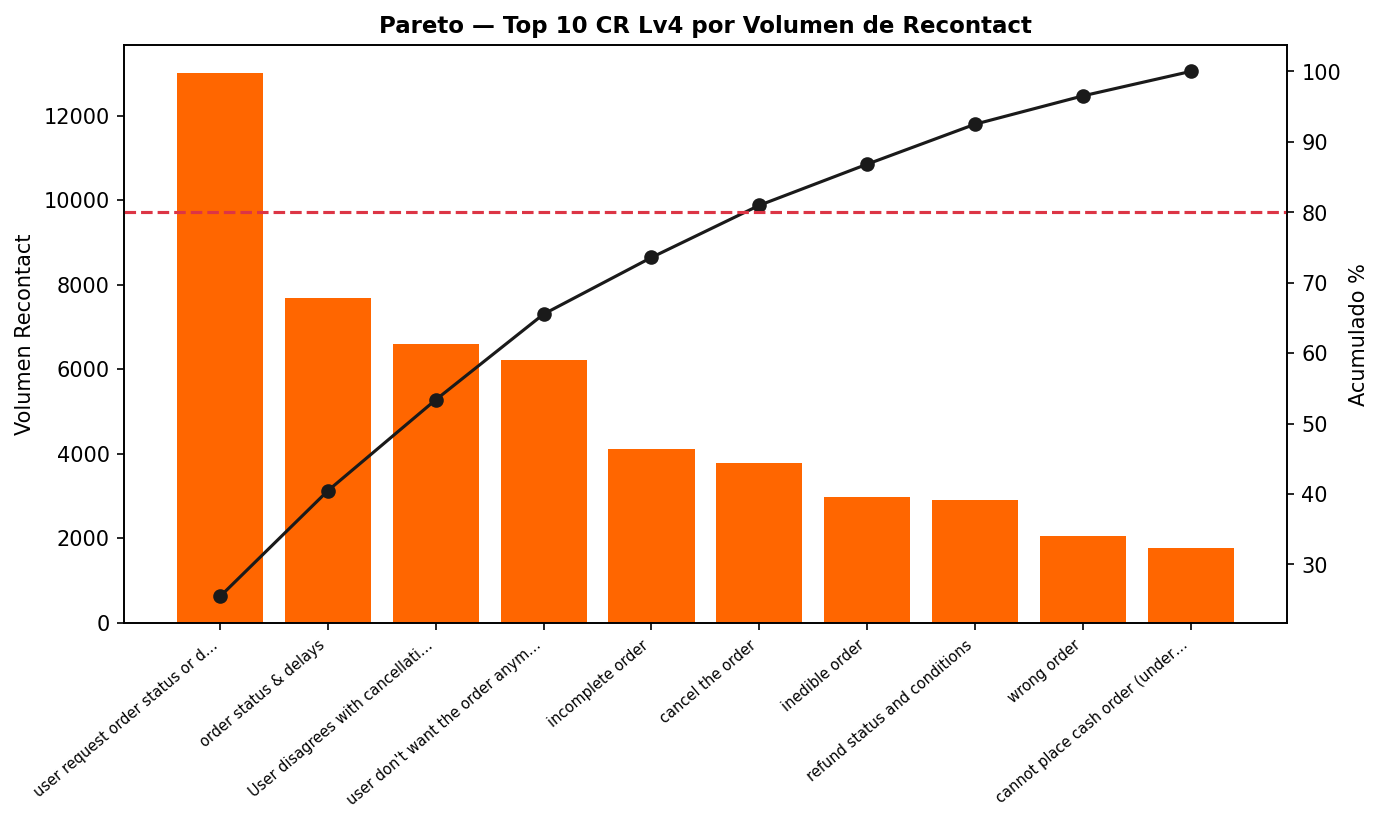 Pareto — Top 10 CR Lv4 por Volumen de Recontact
Volumen Recontact
12000
10000
8000
6000
4000
2000
0
100
90
80
70
60
50
40
30
Acumulado %
user request order status or d...
order status & delays
User disagrees with cancellati...
user don't want the order anym...
incomplete order
cancel the order
inedible order
refund status and conditions
wrong order
cannot place cash order (under...